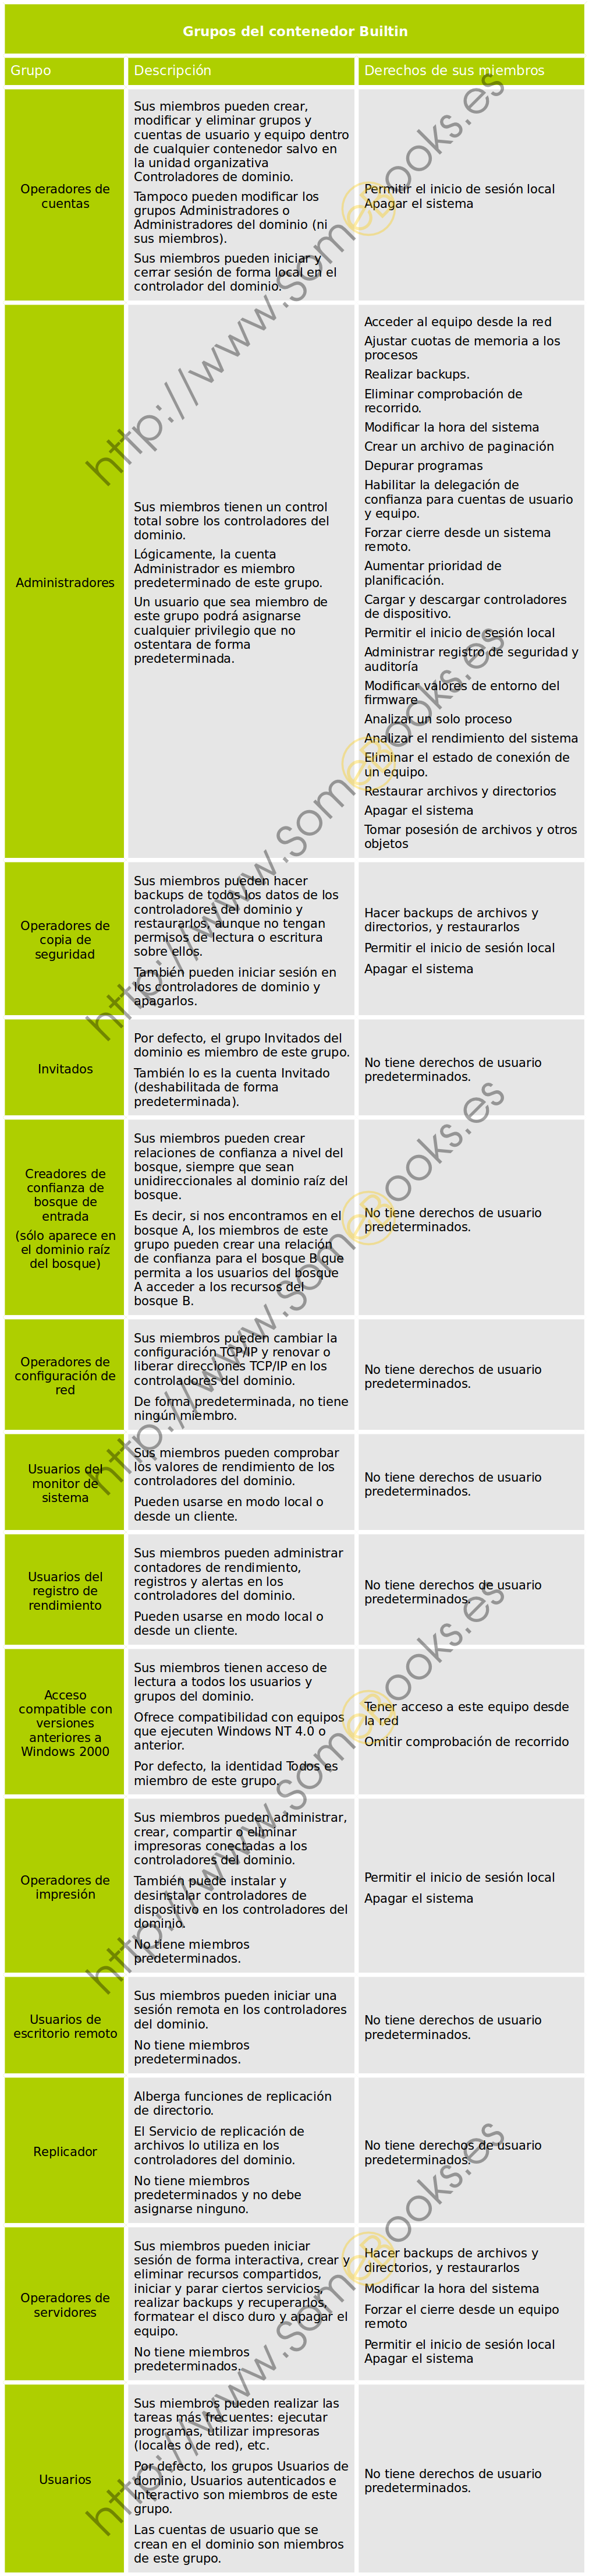 Grupos del contenedor Builtin
Grupo
Descripción
Derechos de sus miembros
Operadores de
cuentas
Sus miembros pueden crear,
modificar y eliminar grupos y
cuentas de usuario y equipo dentro
de cualquier contenedor salvo en
la unidad organizativa
Controladores de dominio.
Tampoco pueden modificar los
grupos Administradores o
Administradores del dominio (ni
sus miembros).
Sus miembros pueden iniciar y
cerrar sesión de forma local en el
controlador del dominio.
Permitir el inicio de sesión local
Apagar el sistema
Administradores
Sus miembros tienen un control
total sobre los controladores del
dominio.
Lógicamente, la cuenta
Administrador es miembro
predeterminado de este grupo.
Un usuario que sea miembro de
este grupo podrá asignarse
cualquier privilegio que no
ostentara de forma
predeterminada.
Acceder al equipo desde la red
Ajustar cuotas de memoria a los
procesos
Realizar backups.
Eliminar comprobación de
recorrido.
Modificar la hora del sistema
Crear un archivo de paginación
Depurar programas
Habilitar la delegación de
confianza para cuentas de usuario
y equipo.
Forzar cierre desde un sistema
remoto.
Aumentar prioridad de
planificación.
Cargar y descargar controladores
de dispositivo.
Permitir el inicio de sesión local
Administrar registro de seguridad y
auditoría
Modificar valores de entorno del
firmware
Analizar un solo proceso
Analizar el rendimiento del sistema
Eliminar el estado de conexión de
un equipo.
Restaurar archivos y directorios
Apagar el sistema
Tomar posesión de archivos y otros
objetos
Operadores de
copia de
seguridad
Sus miembros pueden hacer
backups de todos los datos de los
controladores del dominio y
restaurarlos, aunque no tengan
permisos de lectura o escritura
sobre ellos.
También pueden iniciar sesión en
los controladores de dominio y
apagarlos.
Hacer backups de archivos y
directorios, y restaurarlos
Permitir el inicio de sesión local
Apagar el sistema
Invitados
Por defecto, el grupo Invitados del
dominio es miembro de este grupo.
También lo es la cuenta Invitado
(deshabilitada de forma
predeterminada).
No tiene derechos de usuario
predeterminados.
Creadores de
confianza de
bosque de
entrada
(sólo aparece en
el dominio raíz
del bosque)
Sus miembros pueden crear
relaciones de confianza a nivel del
bosque, siempre que sean
unidireccionales al dominio raíz del
bosque.
Es decir, si nos encontramos en el
bosque A, los miembros de este
grupo pueden crear una relación
de confianza para el bosque B que
permita a los usuarios del bosque
A acceder a los recursos del
bosque B.
No tiene derechos de usuario
predeterminados.
Operadores de
configuración de
red
Sus miembros pueden cambiar la
configuración TCP/IP y renovar o
liberar direcciones TCP/IP en los
controladores del dominio.
De forma predeterminada, no tiene
ningún miembro.
No tiene derechos de usuario
predeterminados.
Usuarios del
monitor de
sistema
Sus miembros pueden comprobar
los valores de rendimiento de los
controladores del dominio.
Pueden usarse en modo local o
desde un cliente.
No tiene derechos de usuario
predeterminados.
Usuarios del
registro de
rendimiento
Sus miembros pueden administrar
contadores de rendimiento,
registros y alertas en los
controladores del dominio.
Pueden usarse en modo local o
desde un cliente.
No tiene derechos de usuario
predeterminados.
Acceso
compatible con
versiones
anteriores a
Windows 2000
Sus miembros tienen acceso de
lectura a todos los usuarios y
grupos del dominio.
Ofrece compatibilidad con equipos
que ejecuten Windows NT 4.0 o
anterior.
Por defecto, la identidad Todos es
miembro de este grupo.
Tener acceso a este equipo desde
la red
Omitir comprobación de recorrido
Operadores de
impresión
Sus miembros pueden administrar,
crear, compartir o eliminar
impresoras conectadas a los
controladores del dominio.
También puede instalar y
desinstalar controladores de
dispositivo en los controladores del
dominio.
No tiene miembros
predeterminados.
Permitir el inicio de sesión local
Apagar el sistema
Usuarios de
escritorio remoto
Sus miembros pueden iniciar una
sesión remota en los controladores
del dominio.
No tiene miembros
predeterminados.
No tiene derechos de usuario
predeterminados.
Replicador
Alberga funciones de replicación
de directorio.
El Servicio de replicación de
archivos lo utiliza en los
controladores del dominio.
No tiene miembros
predeterminados y no debe
asignarse ninguno.
No tiene derechos de usuario
predeterminados.
Operadores de
servidores
Sus miembros pueden iniciar
sesión de forma interactiva, crear y
eliminar recursos compartidos,
iniciar y parar ciertos servicios,
realizar backups y recuperarlos,
formatear el disco duro y apagar el
equipo.
No tiene miembros
predeterminados.
Hacer backups de archivos y
directorios, y restaurarlos
Modificar la hora del sistema
Forzar el cierre desde un equipo
remoto
Permitir el inicio de sesión local
Apagar el sistema
Usuarios
Sus miembros pueden realizar las
tareas más frecuentes: ejecutar
programas, utilizar impresoras
(locales o de red), etc.
Por defecto, los grupos Usuarios de
dominio, Usuarios autenticados e
Interactivo son miembros de este
grupo.
Las cuentas de usuario que se
crean en el dominio son miembros
de este grupo.
No tiene derechos de usuario
predeterminados.
http://www.someBooks.es
http://www.someBooks.es
http://www.someBooks.es
http://www.someBooks.es
http://www.someBooks.es